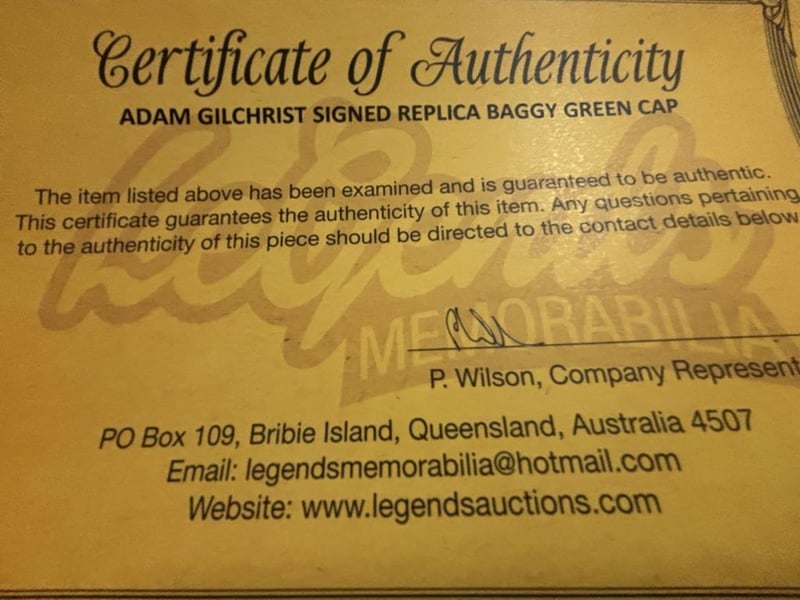 Certificate of Authenticity
ADAM GILCHRIST SIGNED REPLICA BAGGY GREEN CAP
The item listed above has been examined and is guaranteed to be authentic.
This certificate guarantees the authenticity of this item. Any questions pertaining
to the authenticity of this piece should be directed to the contact details below
Legends
MEMORABILIA
P. Wilson, Company Represent
PO Box 109, Bribie Island, Queensland, Australia 4507
Email: legendsmemorabilia@hotmail.com
Website: www.legendsauctions.com